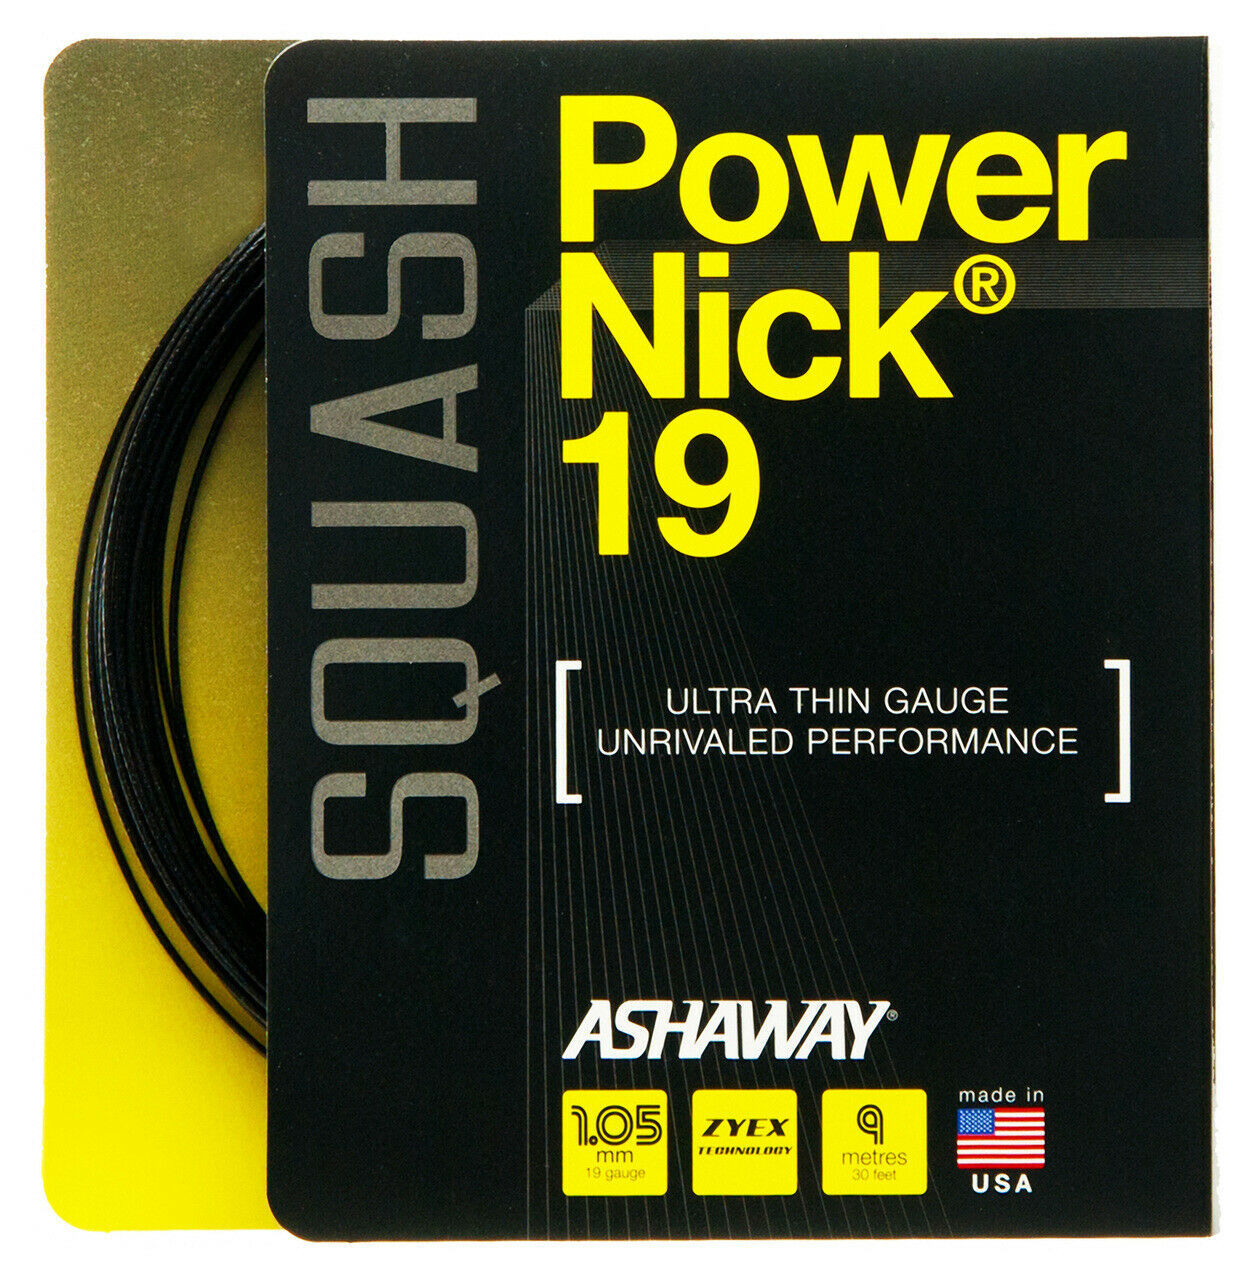 SQUASH
Power
Nick®
19
ULTRA THIN GAUGE
UNRIVALED PERFORMANCE
ASHAWAY®
1.05
mm
19 gauge
ZYEX
TECHNOLOGY
9
metres
30 feet
made in
USA